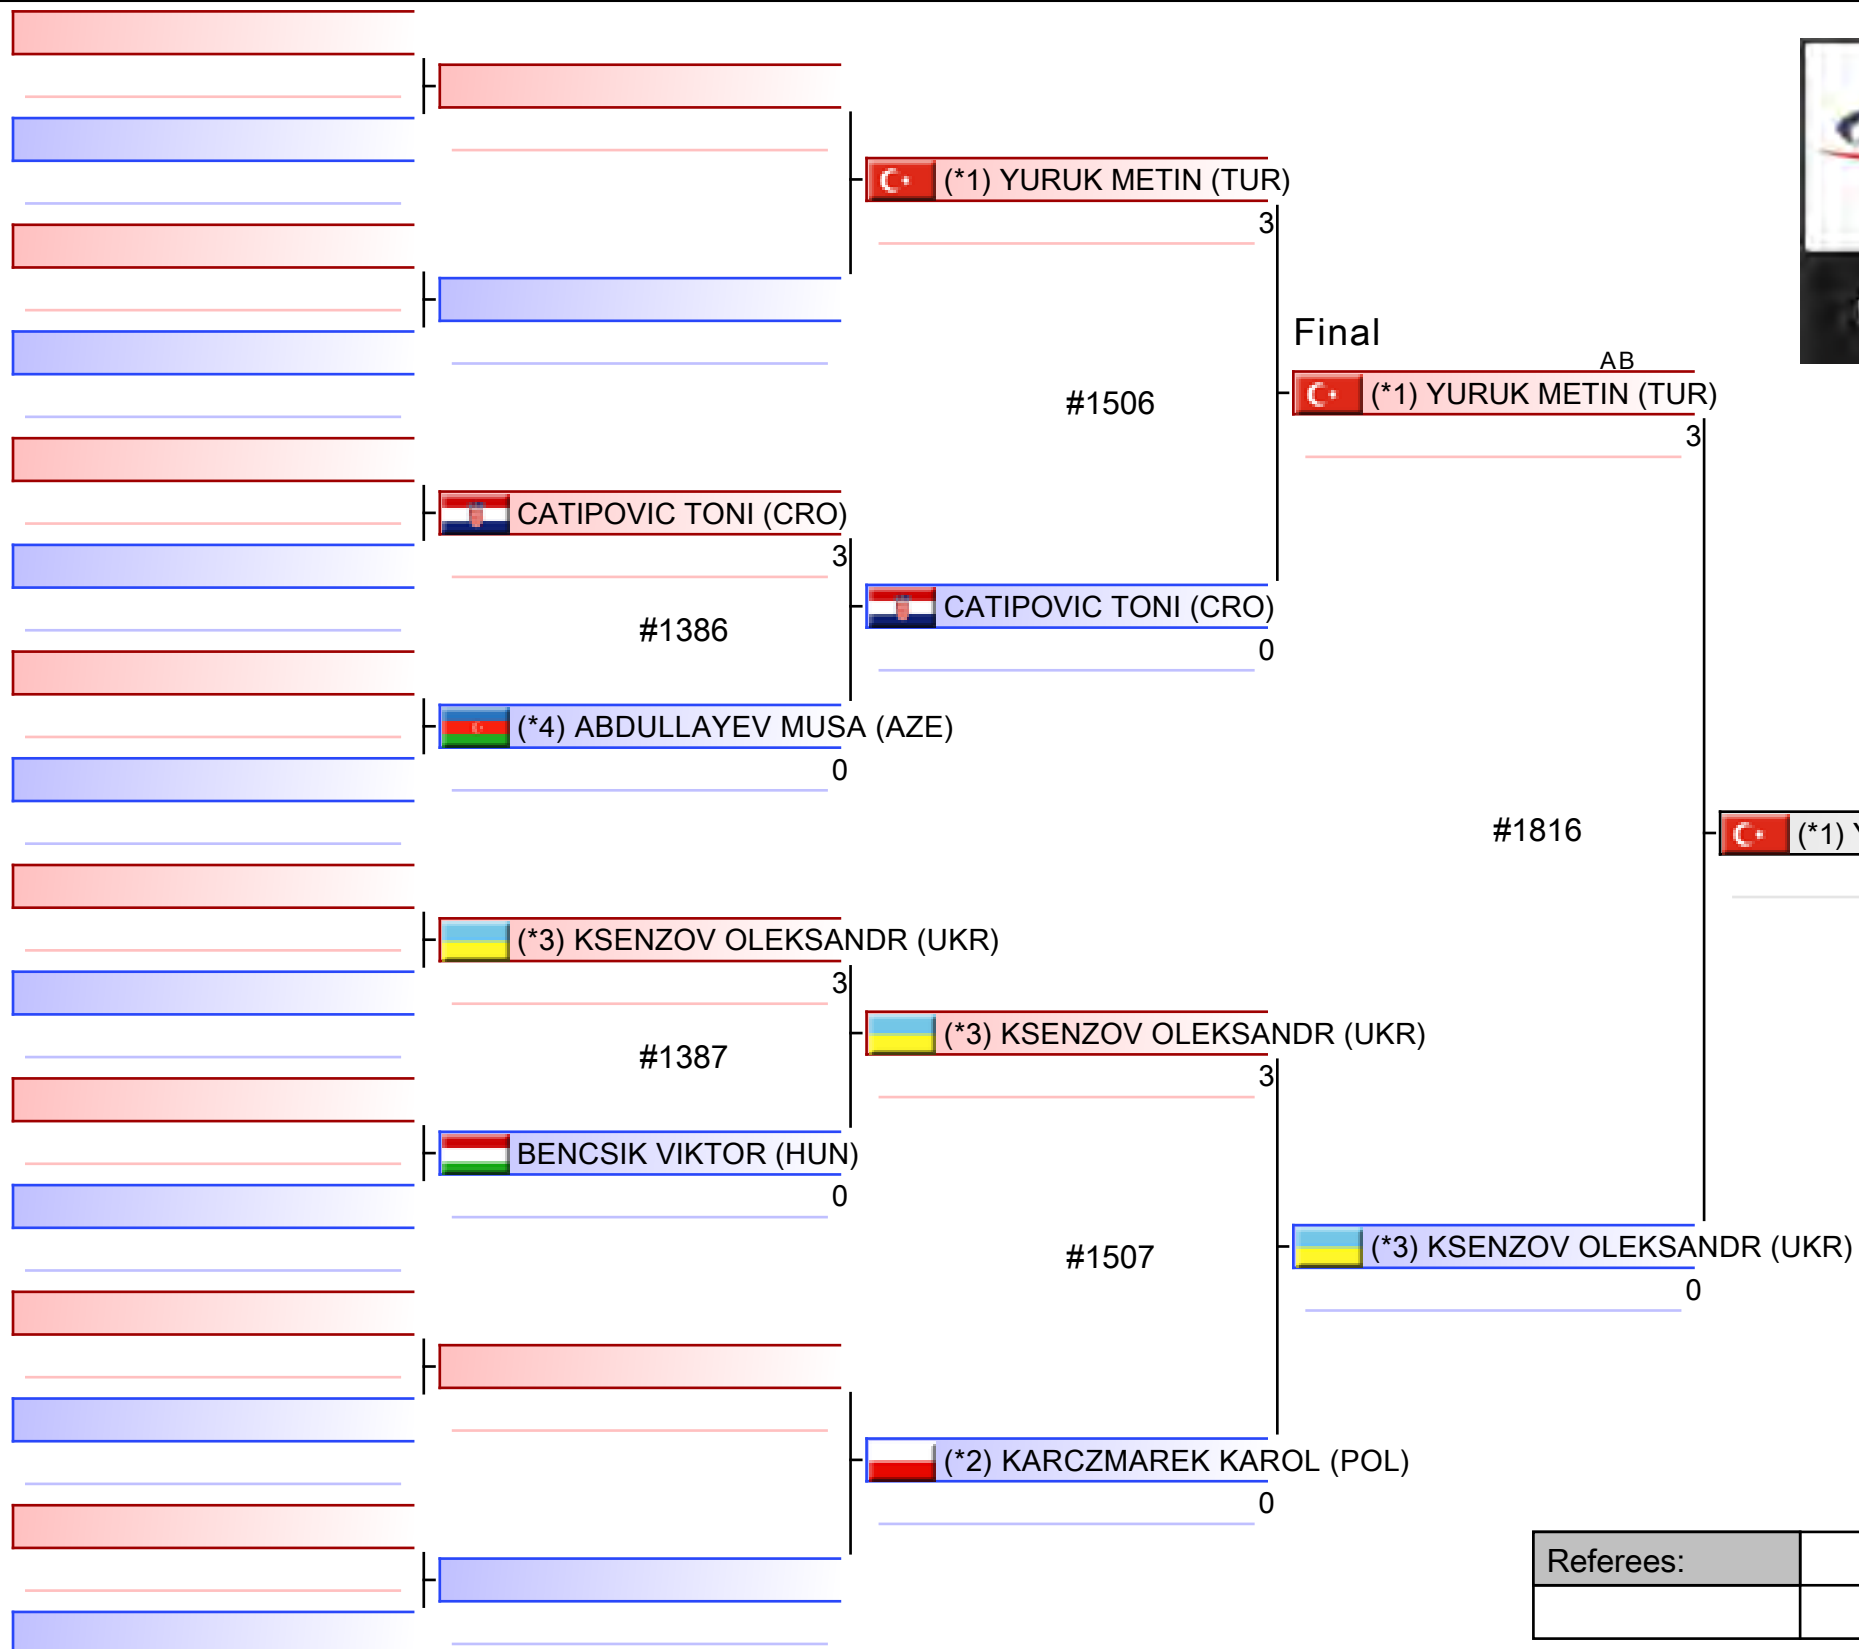 (*1) YURUK METIN (TUR)
3
Final
AB
#1506
(*1) YURUK METIN (TUR)
3
CATIPOVIC TONI (CRO)
3
CATIPOVIC TONI (CRO)
0
#1386
(*4) ABDULLAYEV MUSA (AZE)
0
#1816
(*1)
(*3) KSENZOV OLEKSANDR (UKR)
3
(*3) KSENZOV OLEKSANDR (UKR)
3
#1387
BENCSIK VIKTOR (HUN)
0
#1507
(*3) KSENZOV OLEKSANDR (UKR)
0
(*2) KARCZMAREK KAROL (POL)
0
Referees: